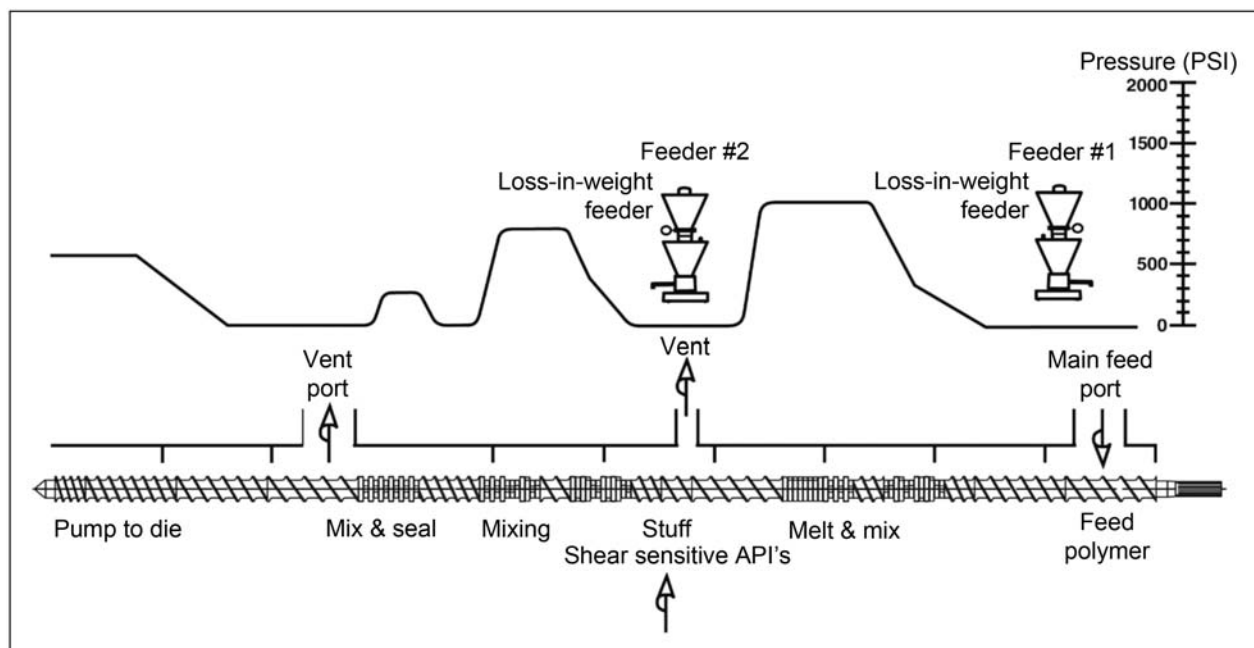 Pressure (PSI)
2000
1500
1000
500
0
Feeder #2
Loss-in-weight
feeder
Feeder #1
Loss-in-weight
feeder
Vent
port
Vent
Main feed
port
Pump to die
Mix & seal
Mixing
Stuff
Melt & mix
Feed
polymer
Shear sensitive API's